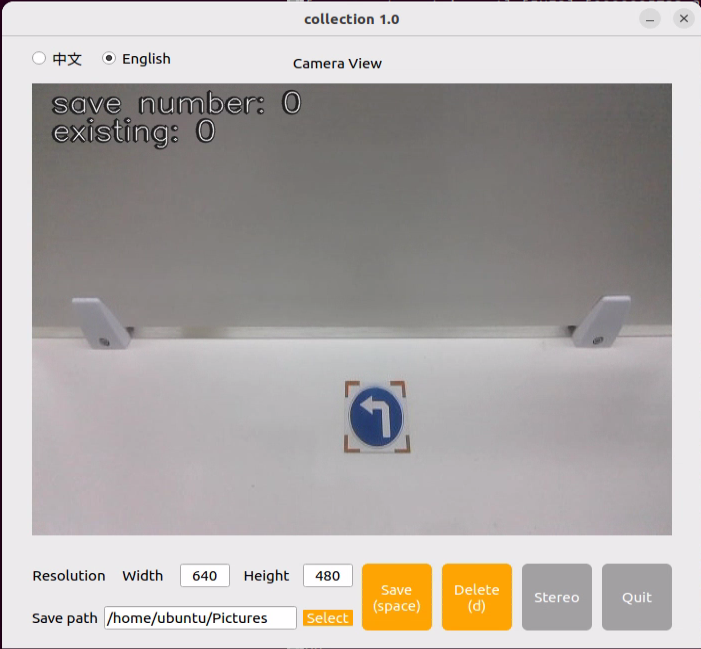 collection 1.0
中文 English
Camera View
save number: 0
existing: 0
Resolution Width 640 Height 480
Save path /home/ubuntu/Pictures Select
Save
(space)
Delete
(d)
Stereo
Quit